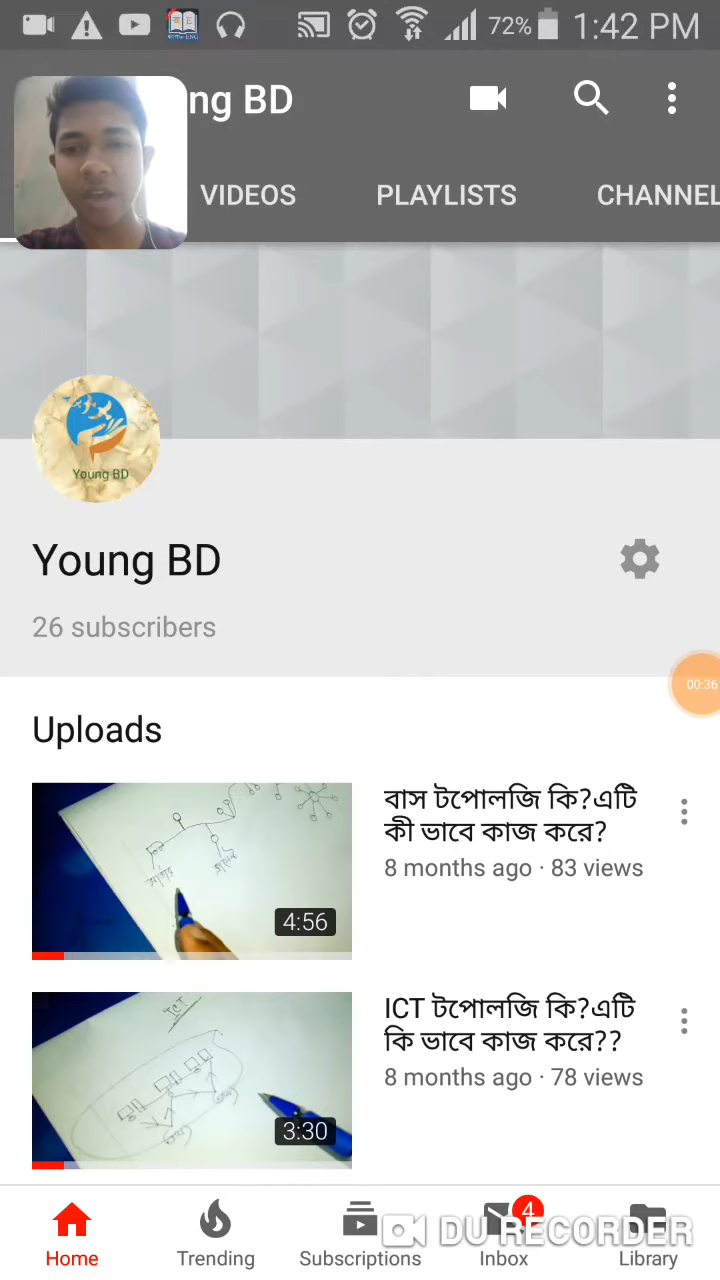 72% 1:42 PM
ng BD
VIDEOS PLAYLISTS CHANNEL
Young BD
Young BD
26 subscribers
00:36
Uploads
বাস টপোলজি কি?এটি
কী ভাবে কাজ করে?
8 months ago · 83 views
4:56
ICT
ICT টপোলজি কি?এটি
কি ভাবে কাজ করে??
8 months ago · 78 views
3:30
4
DU RECORDER
Home Trending Subscriptions Inbox Library